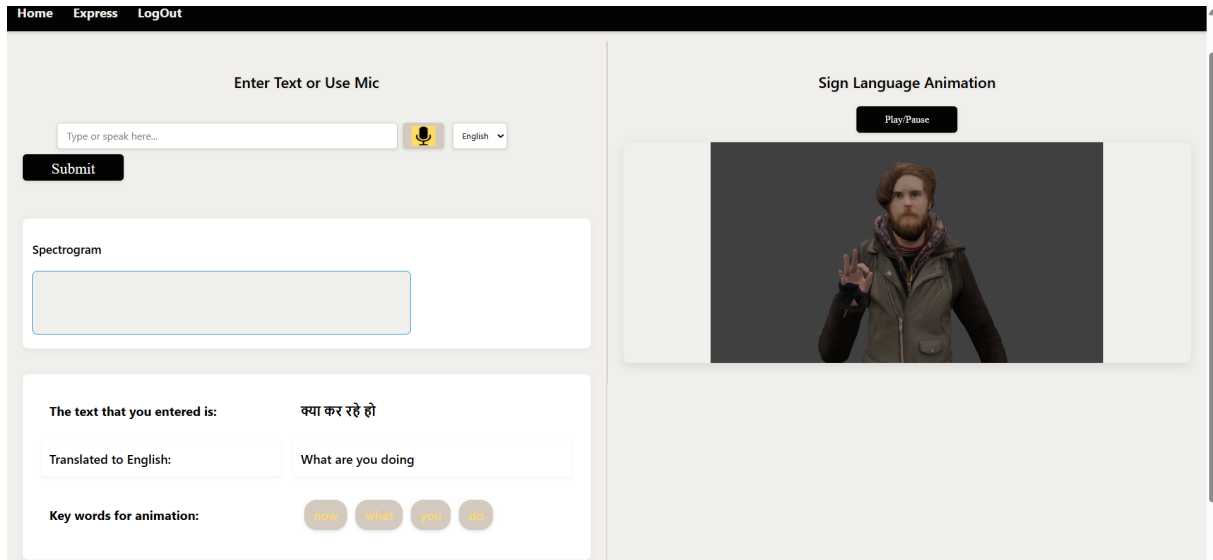 Home Express LogOut
Enter Text or Use Mic
Type or speak here...
English
Submit
Spectrogram
The text that you entered is: क्या कर रहे हो
Translated to English: What are you doing
Key words for animation: now what you do
Sign Language Animation
Play/Pause